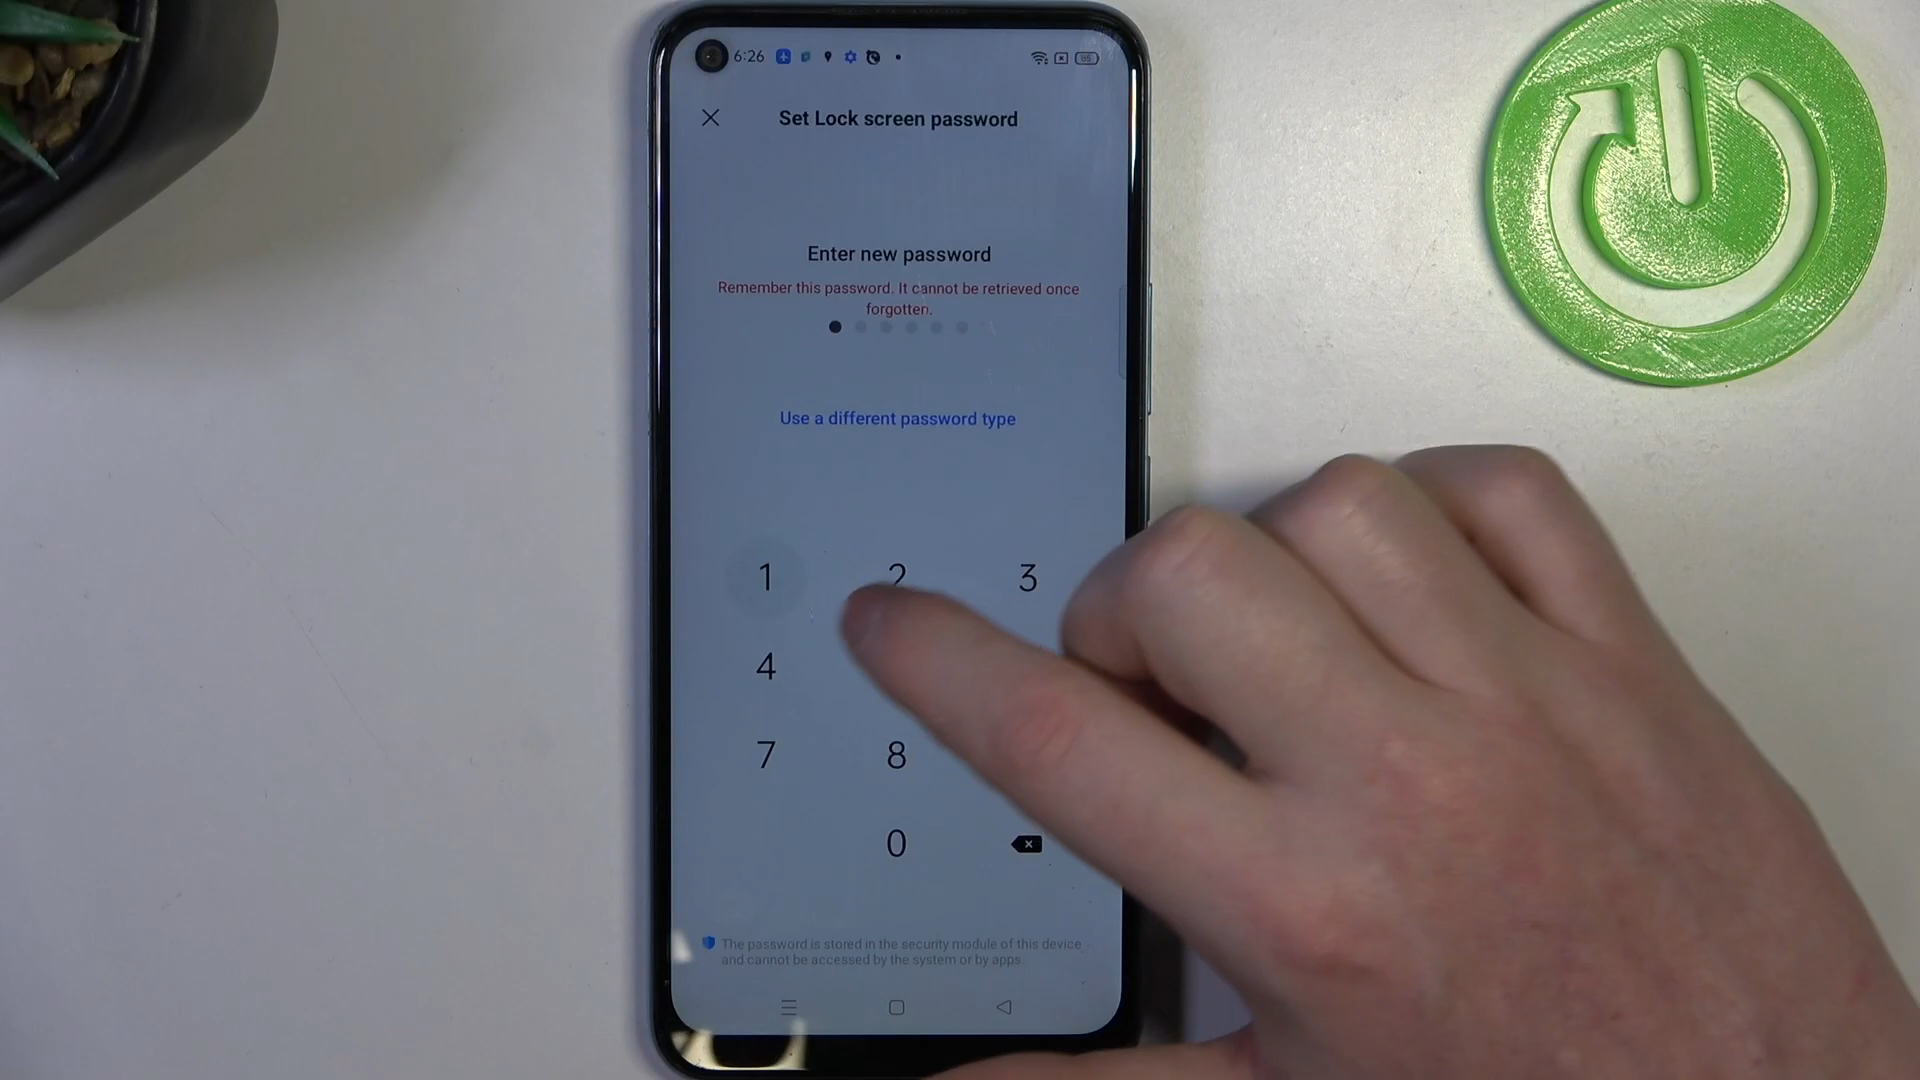 6:26
Set Lock screen password
Enter new password
Remember this password. It cannot be retrieved once
forgotten.
Use a different password type
1 2 3
4
7 8
0
The password is stored in the security module of this device
and cannot be accessed by the system or by apps.